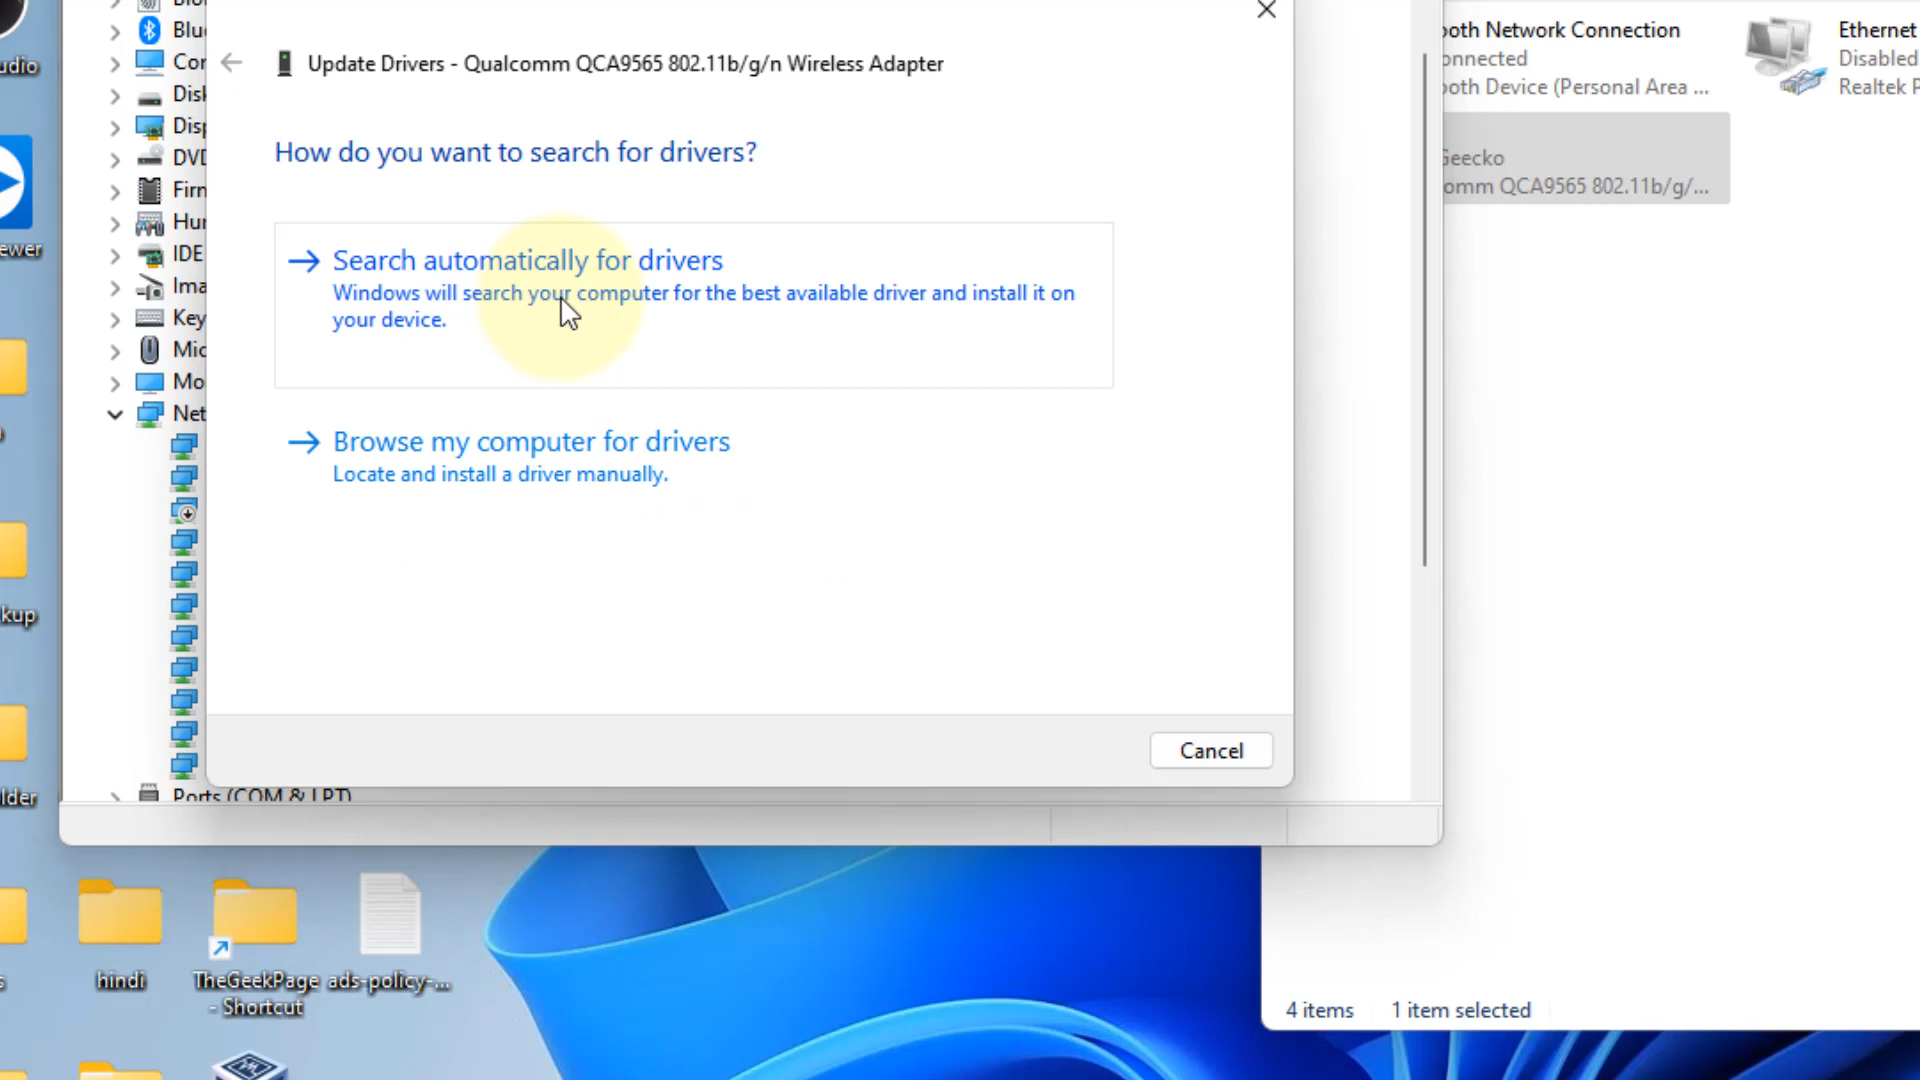 Update Drivers - Qualcomm QCA9565 802.11b/g/n Wireless Adapter
How do you want to search for drivers?
Search automatically for drivers
Windows will search your computer for the best available driver and install it on
your device.
Browse my computer for drivers
Locate and install a driver manually.
Cancel
Blu
Cor
Disk
Disp
DVD
Firn
Hur
IDE
Ima
Key
Mic
Mo
Net
Ports (COM & LPT)
ooth Network Connection
onnected
ooth Device (Personal Area ...
Geecko
omm QCA9565 802.11b/g/...
Ethernet
Disabled
Realtek P
4 items
1 item selected
udio
ewer
kup
lder
s
hindi
TheGeekPage
- Shortcut
ads-policy-...